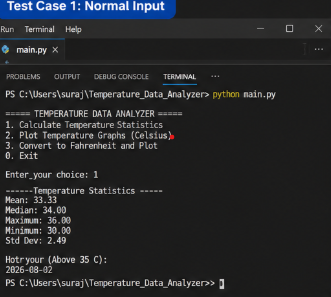 Test Case 1: Normal Input
Run Terminal Help
main.py ×
PROBLEMS OUTPUT DEBUG CONSOLE TERMINAL ...
PS C:\Users\suraj\Temperature_Data_Analyzer> python main.py
===== TEMPERATURE DATA ANALYZER =====
1. Calculate Temperature Statistics
2. Plot Temperature Graphs (Celsius)
3. Convert to Fahrenheit and Plot
0. Exit
Enter_your choice: 1
------Temperature Statistics -----
Mean: 33.33
Median: 34.00
Maximum: 36.00
Minimum: 30.00
Std Dev: 2.49
Hotryour (Above 35 C):
2026-08-02
PS C:\Users\suraj\Temperature_Data_Analyzer>>